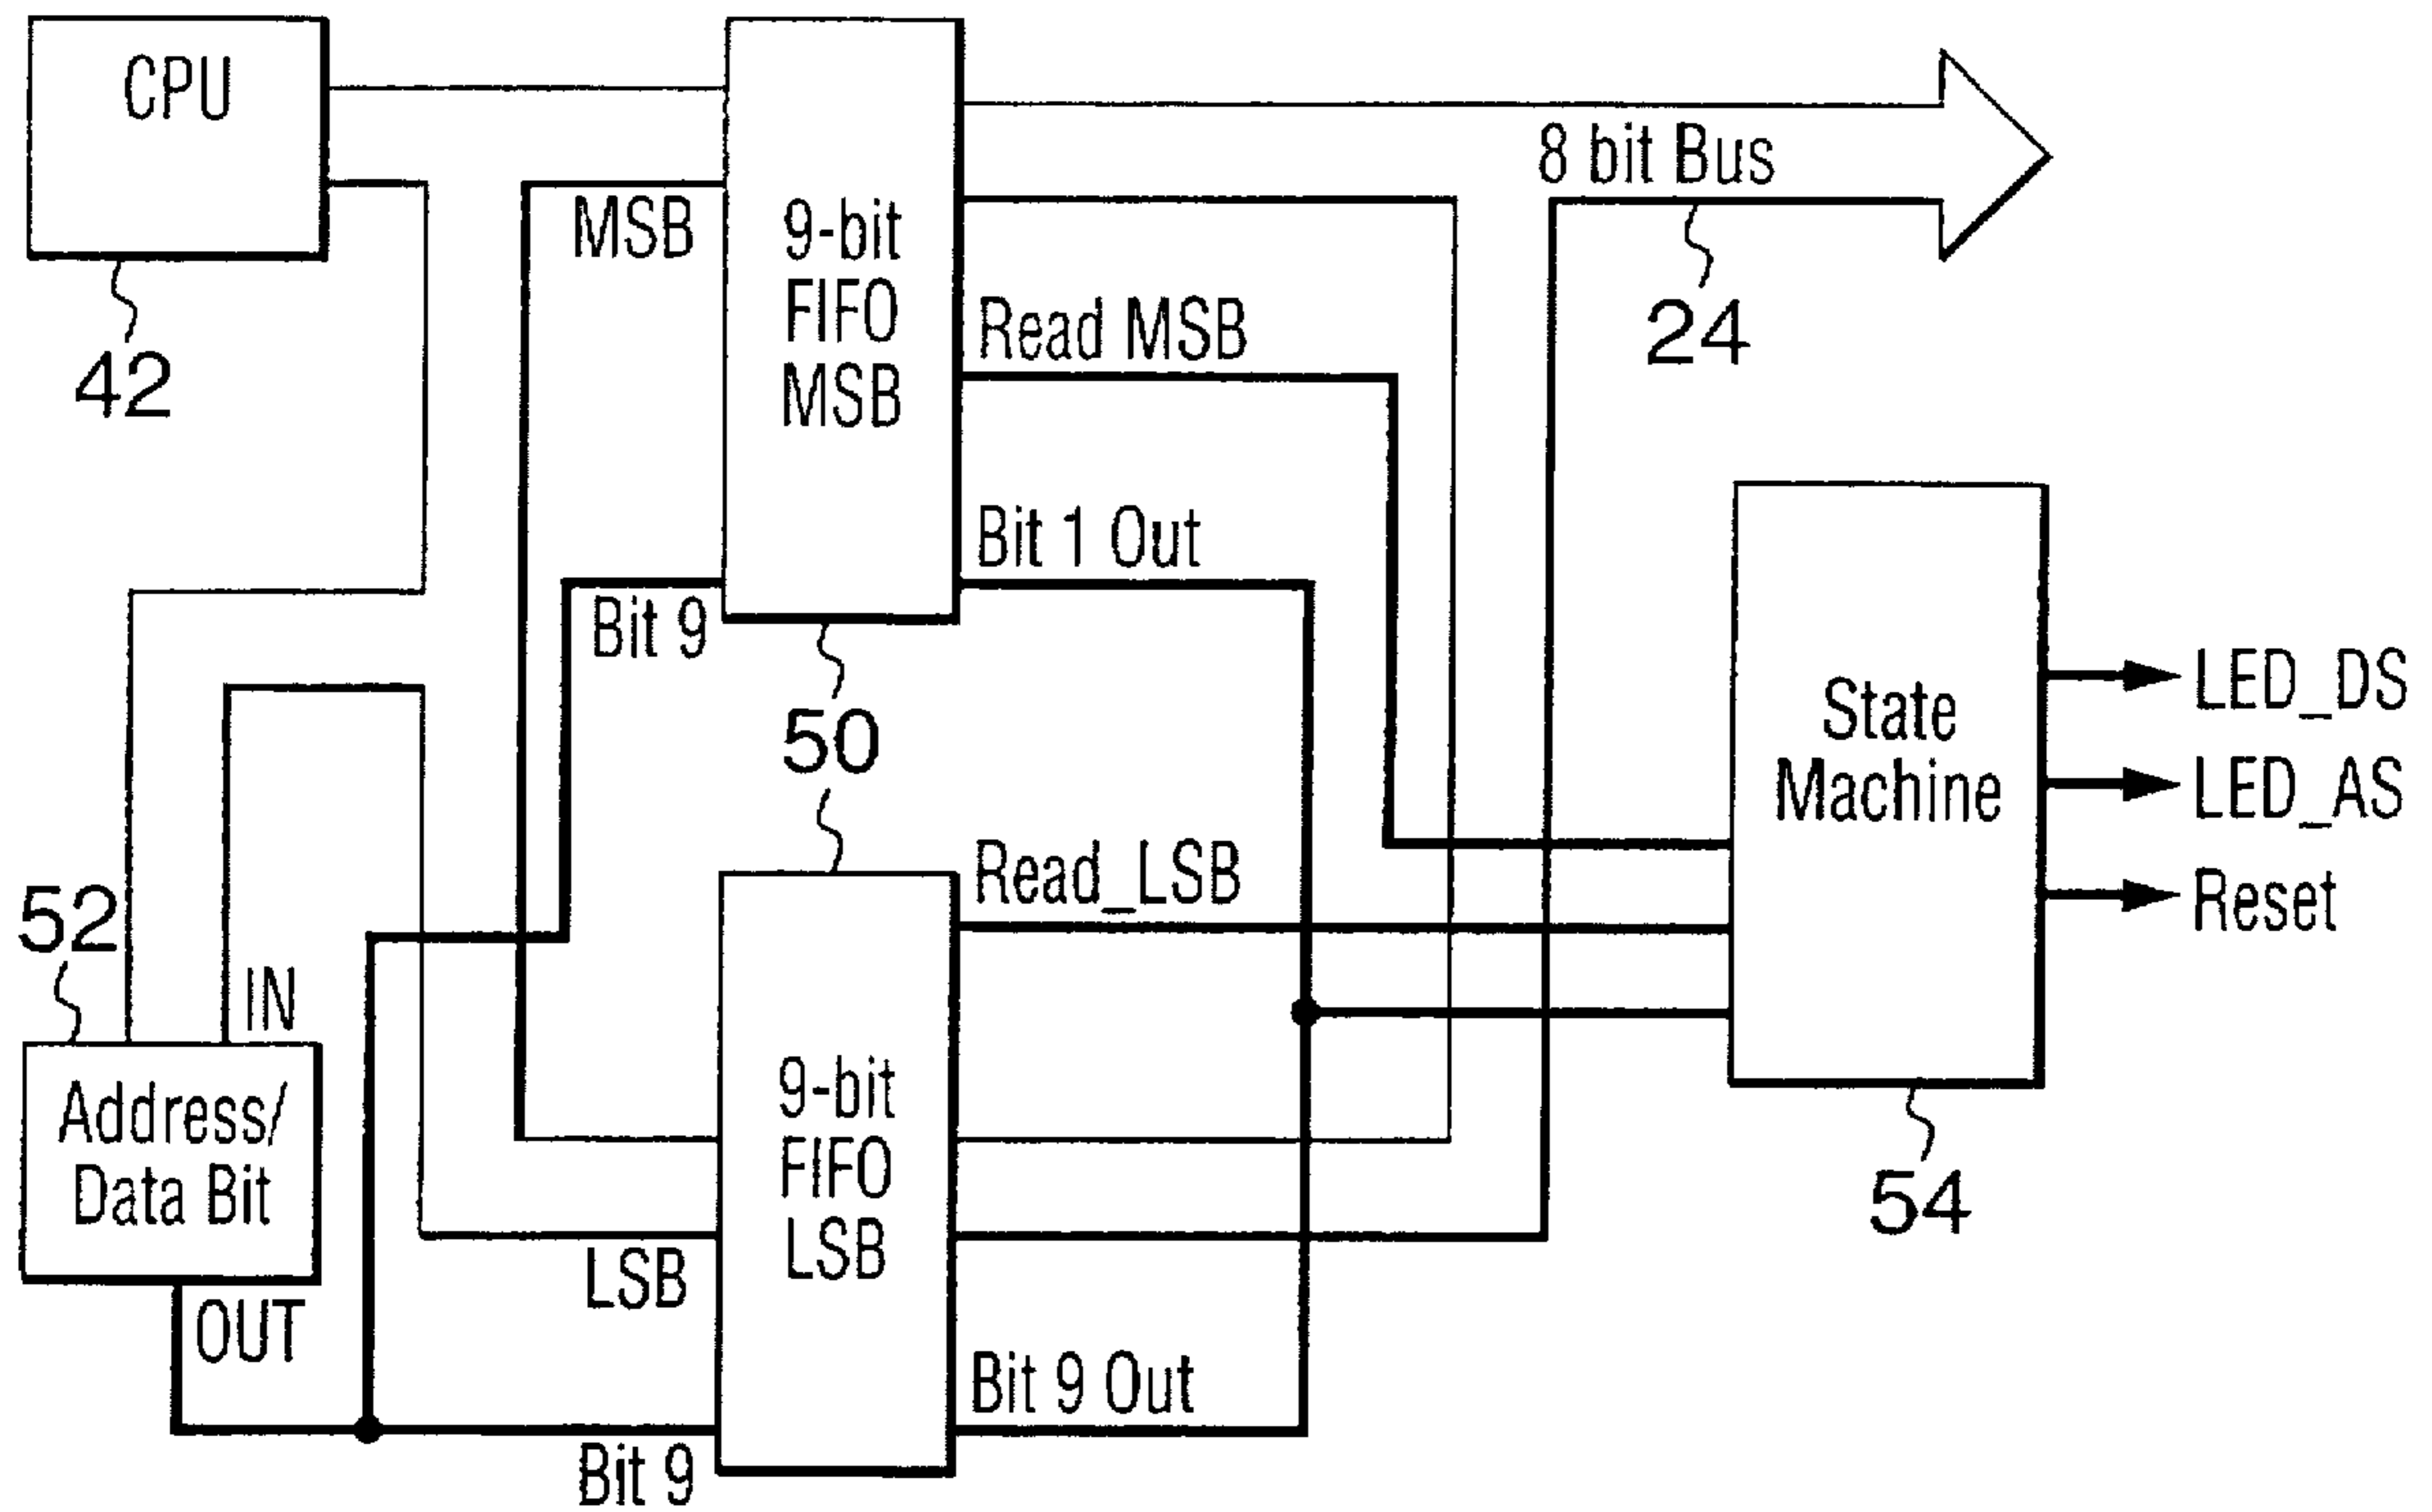 CPU
42
MSB
9-bit
FIFO
MSB
8 bit Bus
24
Read MSB
Bit 1 Out
Bit 9
50
State
Machine
LED_DS
LED_AS
Reset
54
52
IN
Address/
Data Bit
OUT
Read_LSB
9-bit
FIFO
LSB
LSB
Bit 9 Out
Bit 9